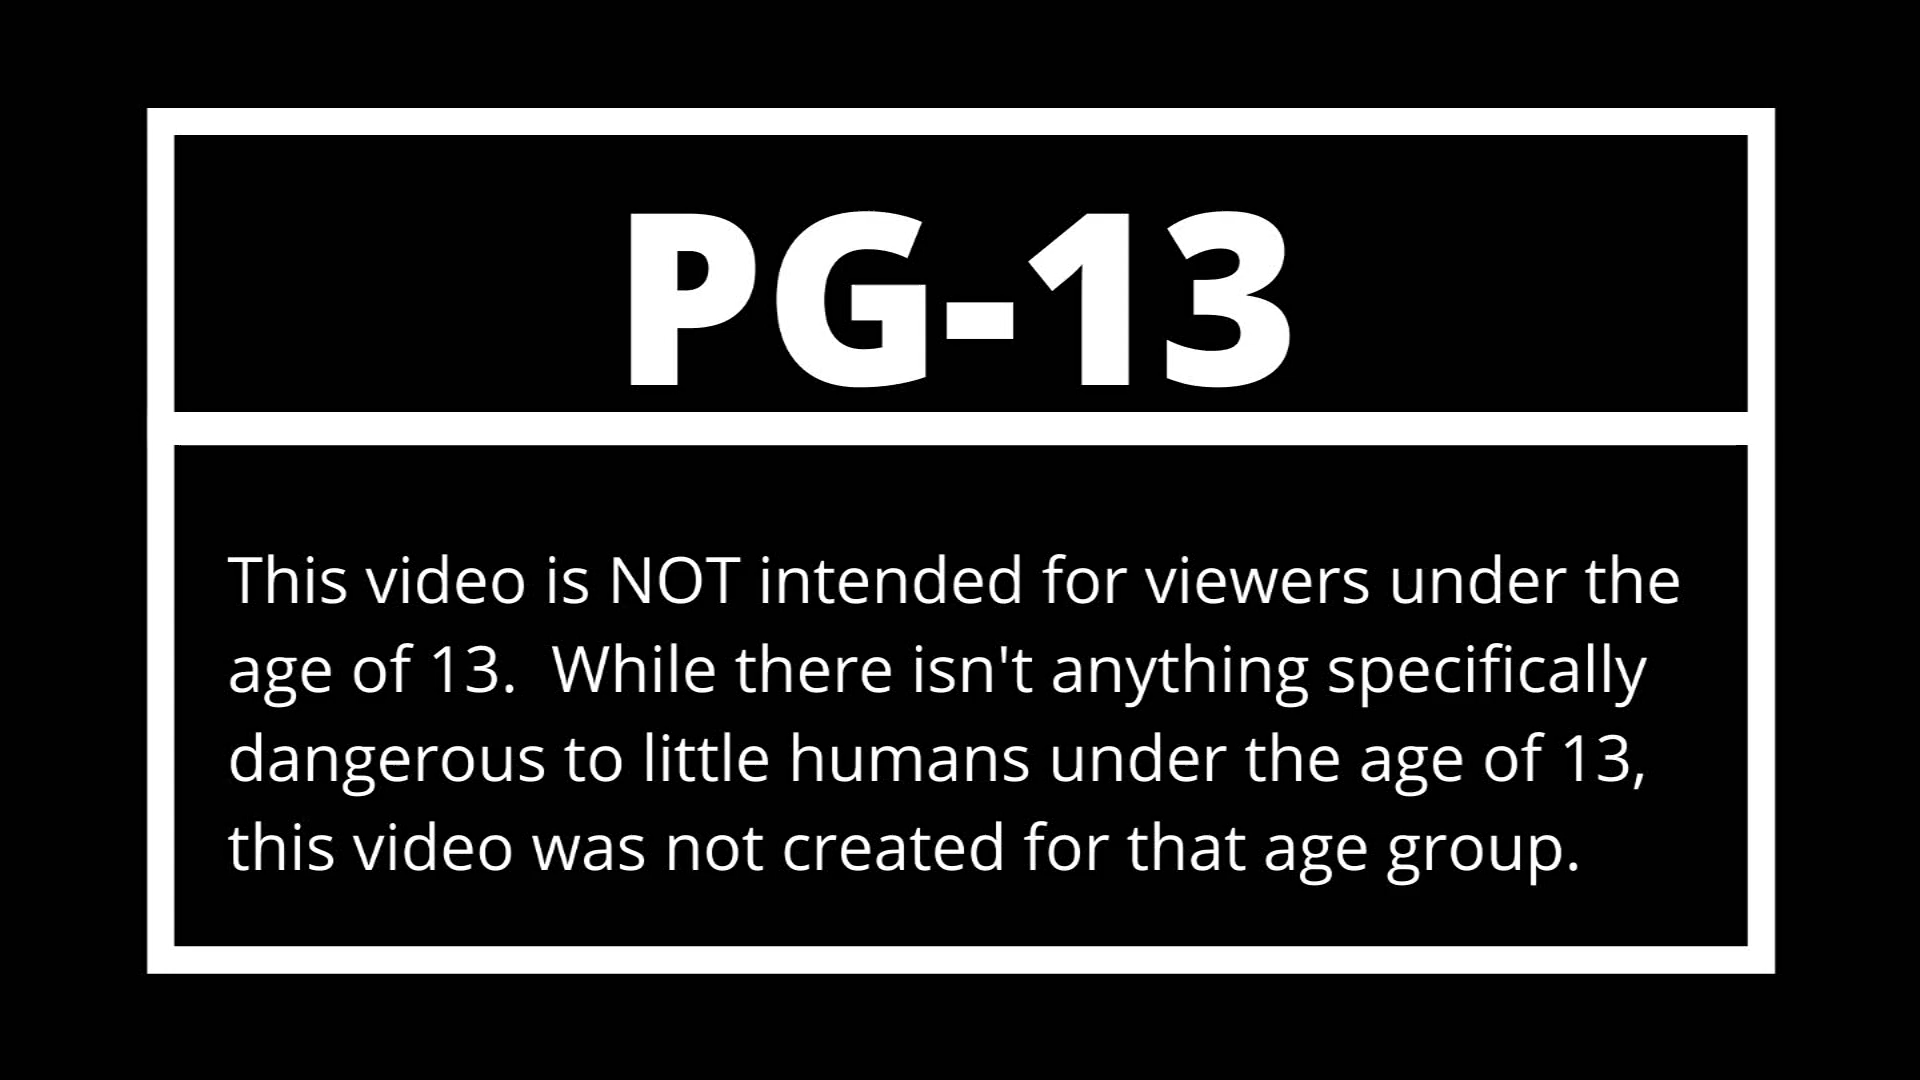 PG-13
This video is NOT intended for viewers under the
age of 13.  While there isn't anything specifically
dangerous to little humans under the age of 13,
this video was not created for that age group.